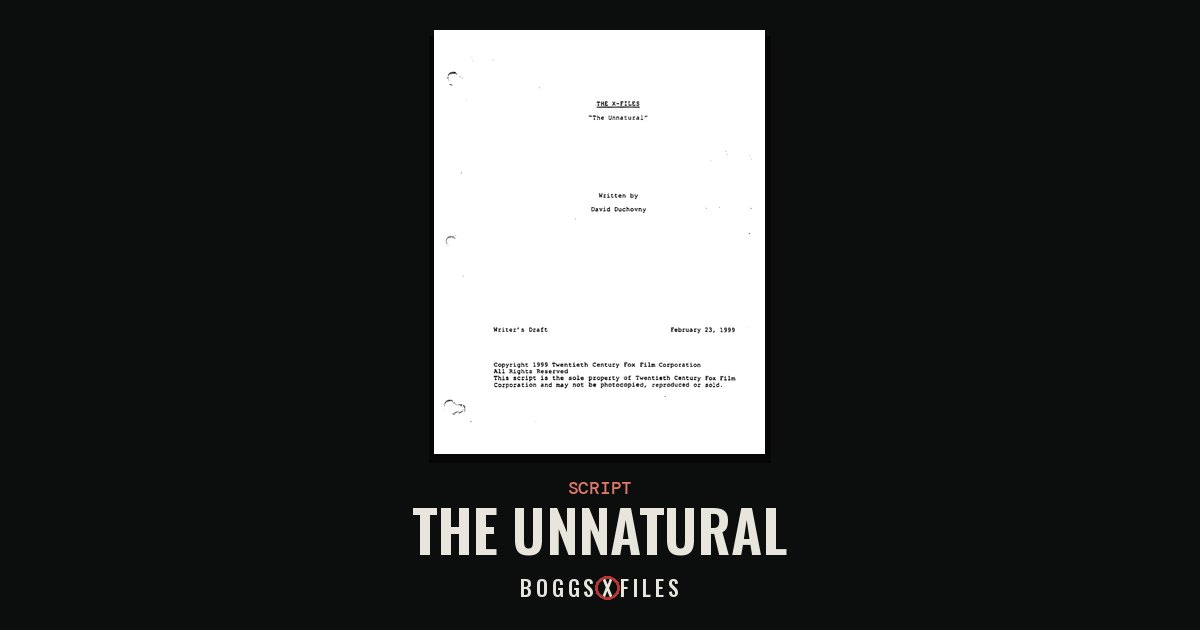 THE X-FILES
"The Unnatural"
Written by
David Duchovny
Writer's Draft February 23, 1999
Copyright 1999 Twentieth Century Fox Film Corporation
All Rights Reserved
This script is the sole property of Twentieth Century Fox Film
Corporation and may not be photocopied, reproduced or sold.
SCRIPT
THE UNNATURAL
BOGGSXFILES